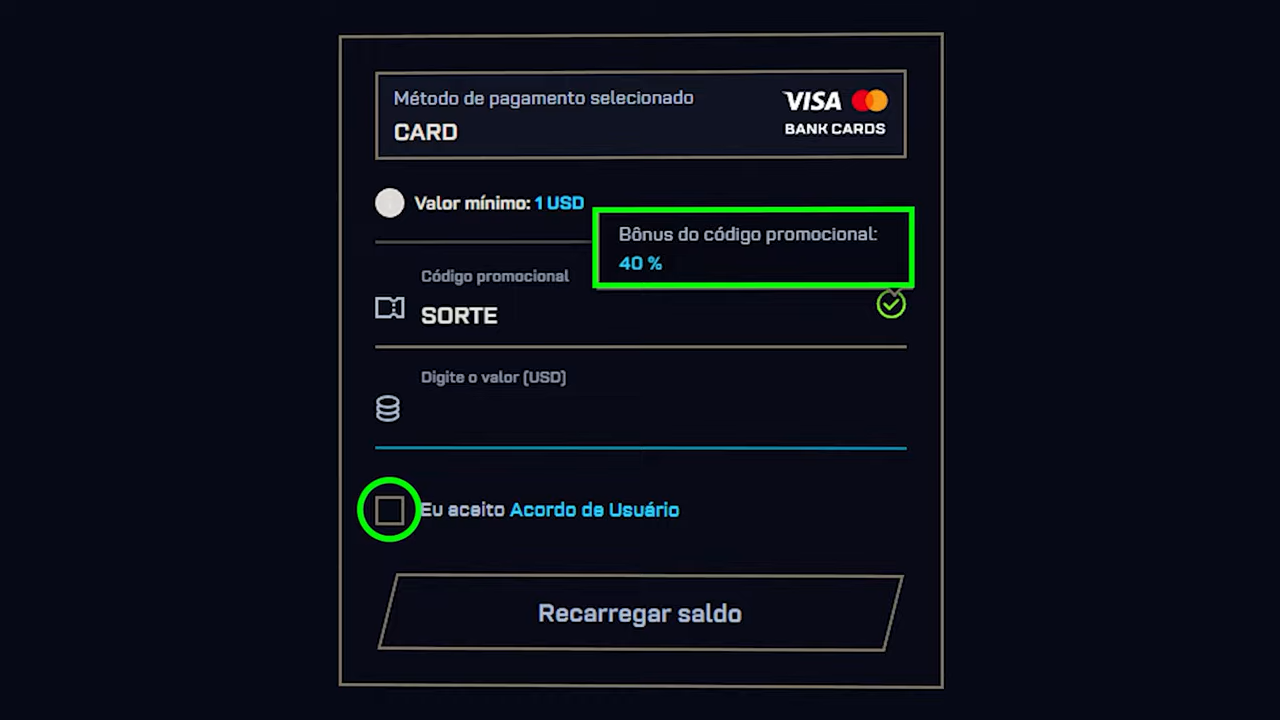 Método de pagamento selecionado
CARD
VISA
BANK CARDS
Valor mínimo: 1 USD
Bônus do código promocional:
40 %
Código promocional
SORTE
Digite o valor (USD)
Eu aceito Acordo de Usuário
Recarregar saldo